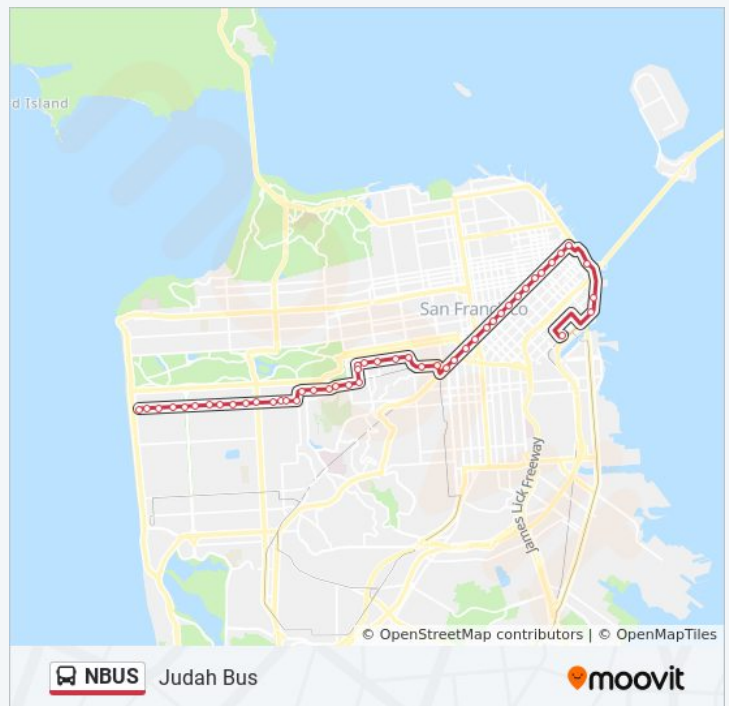 d Island
San Francisco
James Lick Freeway
© OpenStreetMap contributors | © OpenMapTiles
NBUS Judah Bus
moovit